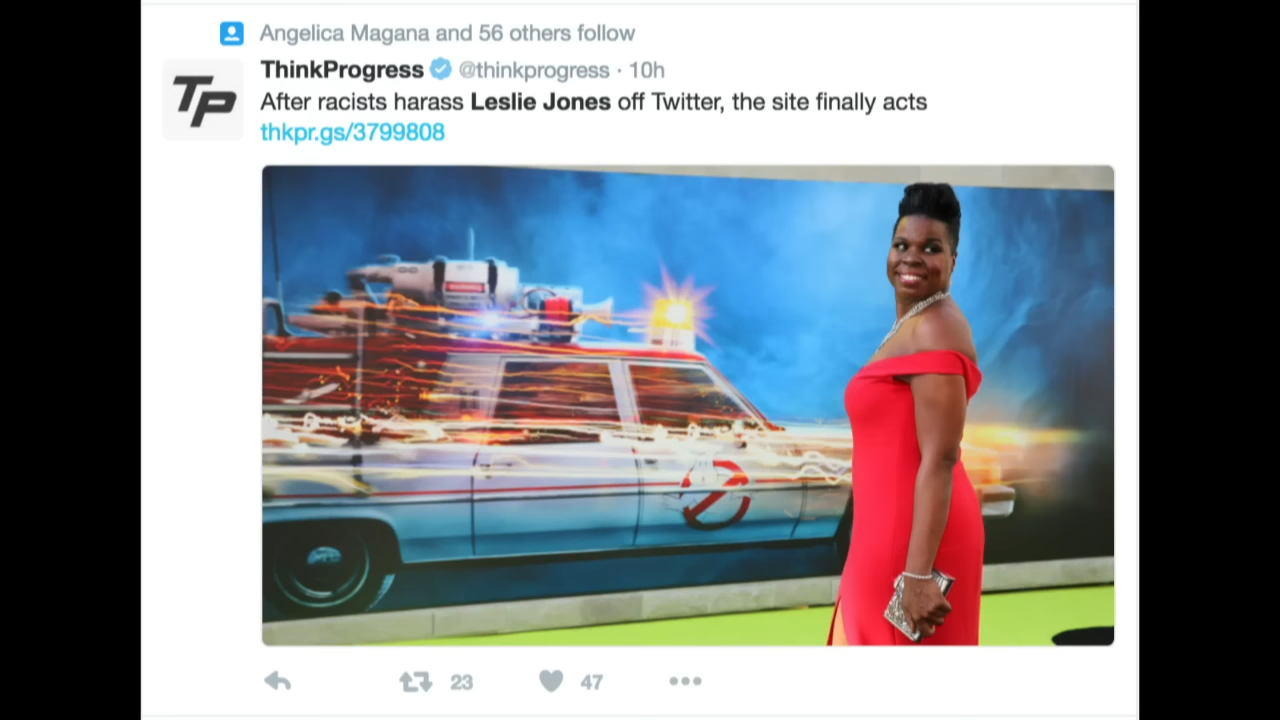 Angelica Magana and 56 others follow
ThinkProgress @thinkprogress · 10h
TP
After racists harass Leslie Jones off Twitter, the site finally acts
thkpr.gs/3799808
23 47